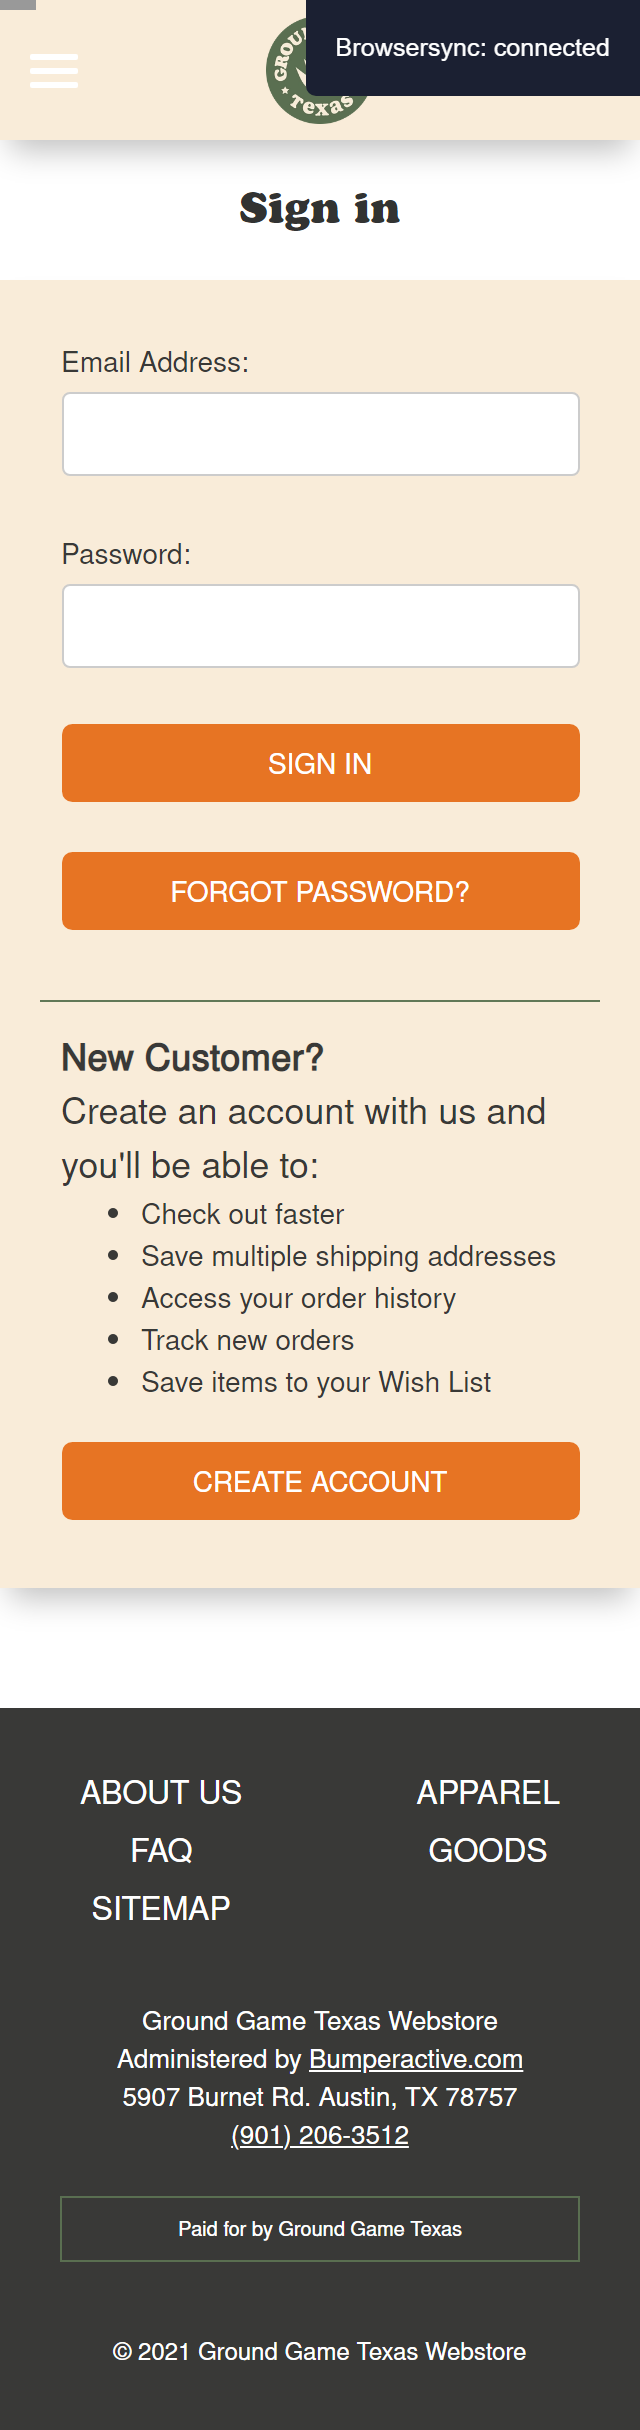 GROU
Texas
Browsersync: connected
Sign in
Email Address:
Password:
SIGN IN
FORGOT PASSWORD?
New Customer?
Create an account with us and
you'll be able to:
Check out faster
Save multiple shipping addresses
Access your order history
Track new orders
Save items to your Wish List
CREATE ACCOUNT
ABOUT US
FAQ
SITEMAP
APPAREL
GOODS
Ground Game Texas Webstore
Administered by Bumperactive.com
5907 Burnet Rd. Austin, TX 78757
(901) 206-3512
Paid for by Ground Game Texas
© 2021 Ground Game Texas Webstore